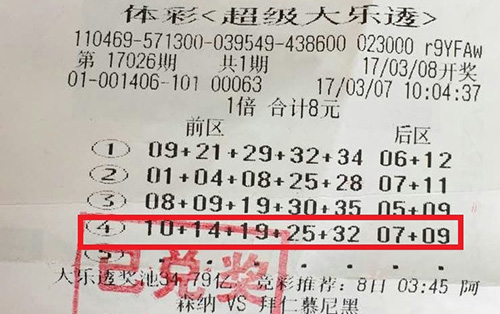 体彩<超级大乐透>
110469-571300-039549-438600 023000 r9YFAw
第 17026期 共1期 17/03/08开奖
01-001406-101 00063 17/03/07 10:04:37
1倍 合计8元
前区 后区
① 09+21+29+32+34 06+12
② 01+04+08+25+28 07+11
③ 08+09+19+30+35 05+09
④ 10+14+19+25+32 07+09
⑤
已兑奖
大乐透奖池34.79亿。竞彩推荐:8日 03:45 阿
森纳 VS 拜仁慕尼黑